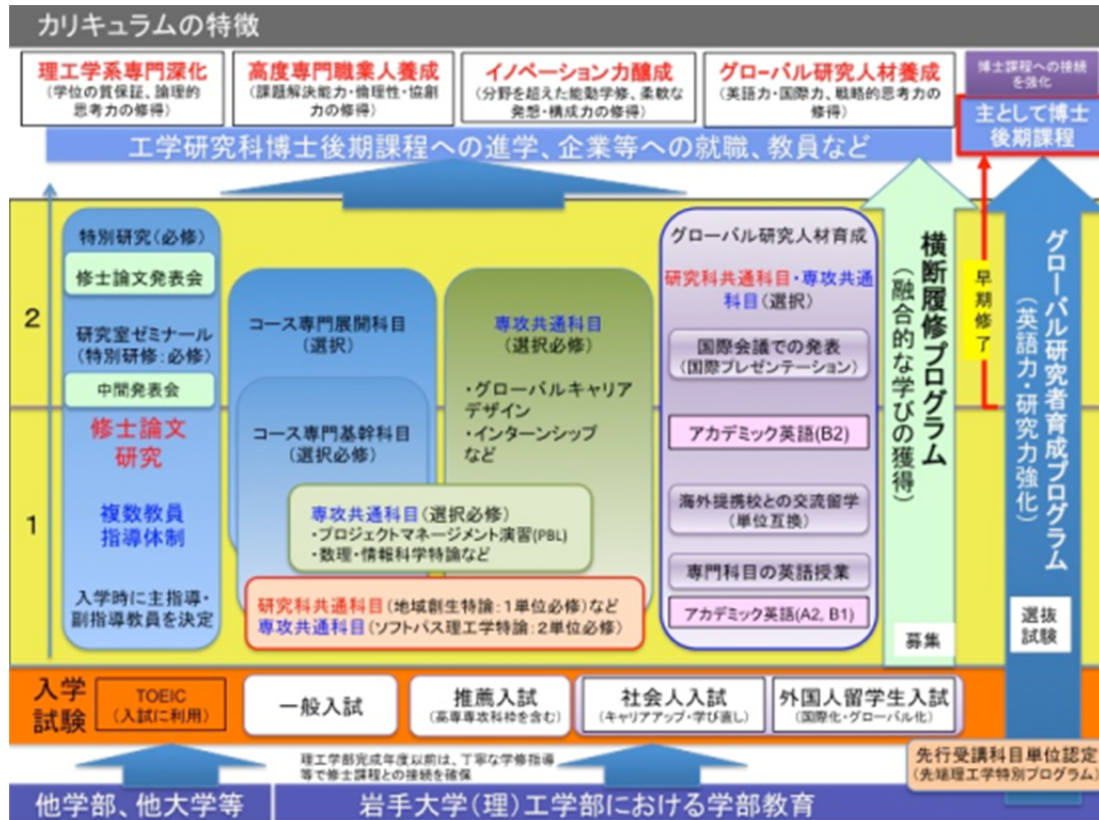 カリキュラムの特徴
理工学系専門深化
(学位の質保証、論理的
思考力の修得)
高度専門職業人養成
(課題解決能力・倫理性・協創
力の修得)
イノベーション力醸成
(分野を超えた能動学修、柔軟な
発想・構成力の修得)
グローバル研究人材養成
(英語力・国際力、戦略的思考力の
修得)
博士課程への接続
を強化
主として博士
後期課程
工学研究科博士後期課程への進学、企業等への就職、教員など
2
1
特別研究(必修)
修士論文発表会
研究室ゼミナール
(特別研修:必修)
中間発表会
修士論文
研究
複数教員
指導体制
入学時に主指導・
副指導教員を決定
コース専門展開科目
(選択)
コース専門基幹科目
(選択必修)
専攻共通科目
(選択必修)
・グローバルキャリア
デザイン
・インターンシップ
など
専攻共通科目(選択必修)
・プロジェクトマネージメント演習(PBL)
・数理・情報科学特論など
研究科共通科目(地域創生特論:1単位必修)など
専攻共通科目(ソフトパス理工学特論:2単位必修)
グローバル研究人材育成
研究科共通科目・専攻共通
科目(選択)
国際会議での発表
(国際プレゼンテーション)
アカデミック英語(B2)
海外提携校との交流留学
(単位互換)
専門科目の英語授業
アカデミック英語(A2, B1)
横断履修プログラム
(融合的な学びの獲得)
募集
早期修了
グローバル研究者育成プログラム
(英語力・研究力強化)
選抜
試験
入学
試験
TOEIC
(入試に利用)
一般入試
推薦入試
(高専専攻科枠を含む)
社会人入試
(キャリアアップ・学び直し)
外国人留学生入試
(国際化・グローバル化)
理工学部完成年度以前は、丁寧な学修指導
等で修士課程との接続を確保
先行受講科目単位認定
(先端理工学特別プログラム)
他学部、他大学等
岩手大学(理)工学部における学部教育